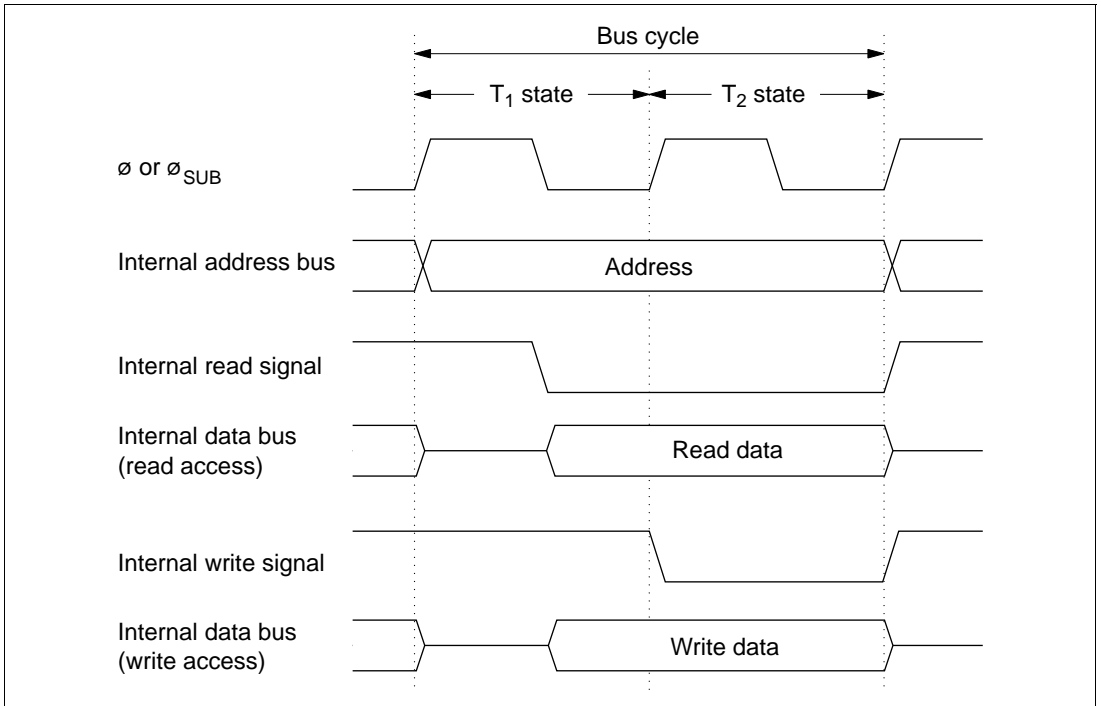 Bus cycle
T₁ state
T₂ state
ø or øSUB
Internal address bus
Address
Internal read signal
Internal data bus
(read access)
Read data
Internal write signal
Internal data bus
(write access)
Write data